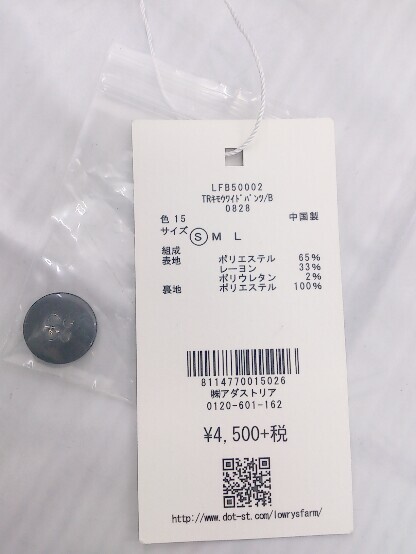 LFB50002
TRキモウワイドパンツ/B
0828
色 15 中国製
サイズ
Ⓢ M L
組成
表地 ポリエステル 65%
レーヨン 33%
ポリウレタン 2%
裏地 ポリエステル 100%
8114770015026
㈱アダストリア
0120-601-162
¥4,500+税
http://www.dot-st.com/lowrysfarm/